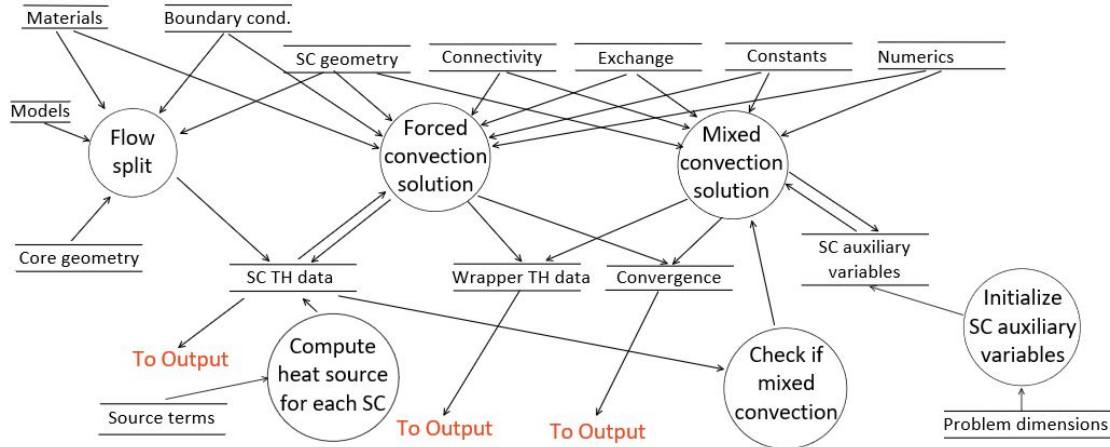 Materials
Boundary cond.
SC geometry
Connectivity
Exchange
Constants
Numerics
Models
Flow
split
Forced
convection
solution
Mixed
convection
solution
Core geometry
SC TH data
Wrapper TH data
Convergence
SC auxiliary
variables
Initialize
SC auxiliary
variables
To Output
Compute
heat source
for each SC
Check if
mixed
convection
Source terms
To Output
To Output
Problem dimensions